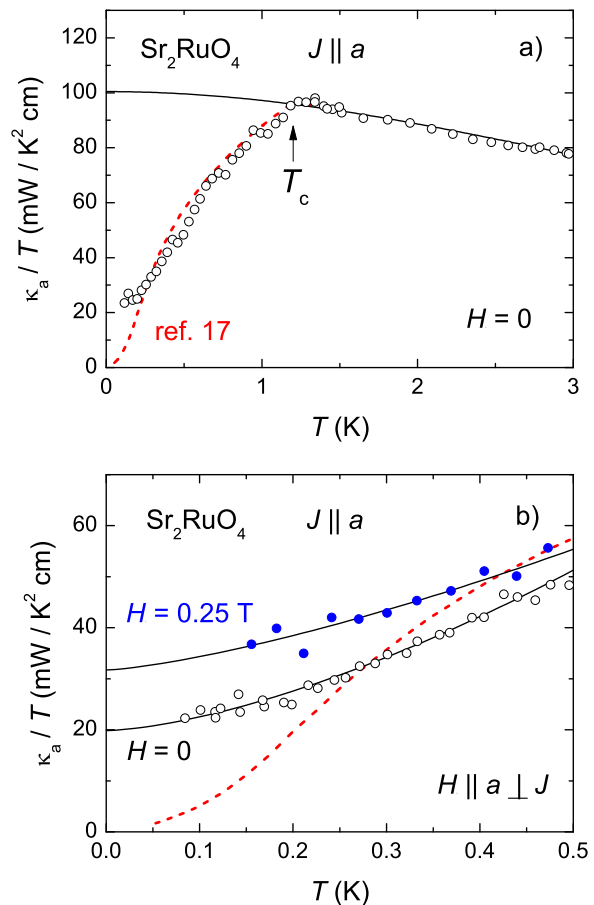 120
100
80
60
40
20
0
κa / T (mW / K² cm)
Sr₂RuO₄ J || a a)
Tc
ref. 17
H = 0
0 1 2 3
T (K)
60
40
20
0
κa / T (mW / K² cm)
Sr₂RuO₄ J || a b)
H = 0.25 T
H = 0
H || a ⊥ J
0.0 0.1 0.2 0.3 0.4 0.5
T (K)